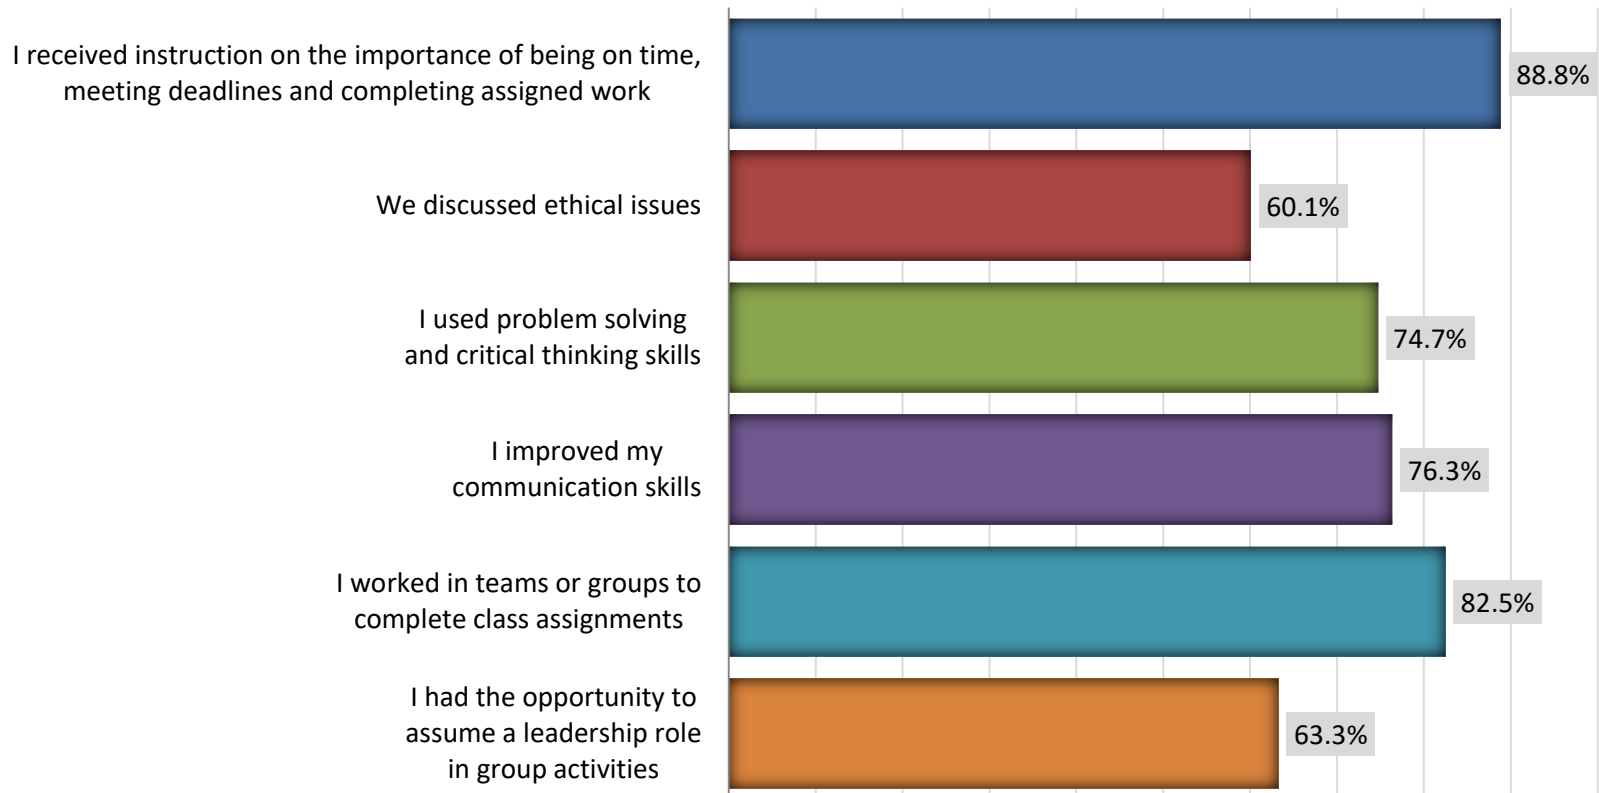 I received instruction on the importance of being on time,
meeting deadlines and completing assigned work
88.8%
We discussed ethical issues
60.1%
I used problem solving
and critical thinking skills
74.7%
I improved my
communication skills
76.3%
I worked in teams or groups to
complete class assignments
82.5%
I had the opportunity to
assume a leadership role
in group activities
63.3%